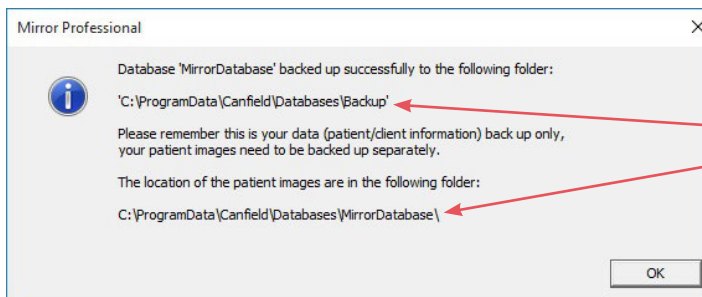 Mirror Professional
Database 'MirrorDatabase' backed up successfully to the following folder:
'C:\ProgramData\Canfield\Databases\Backup'
Please remember this is your data (patient/client information) back up only,
your patient images need to be backed up separately.
The location of the patient images are in the following folder:
C:\ProgramData\Canfield\Databases\MirrorDatabase\
OK